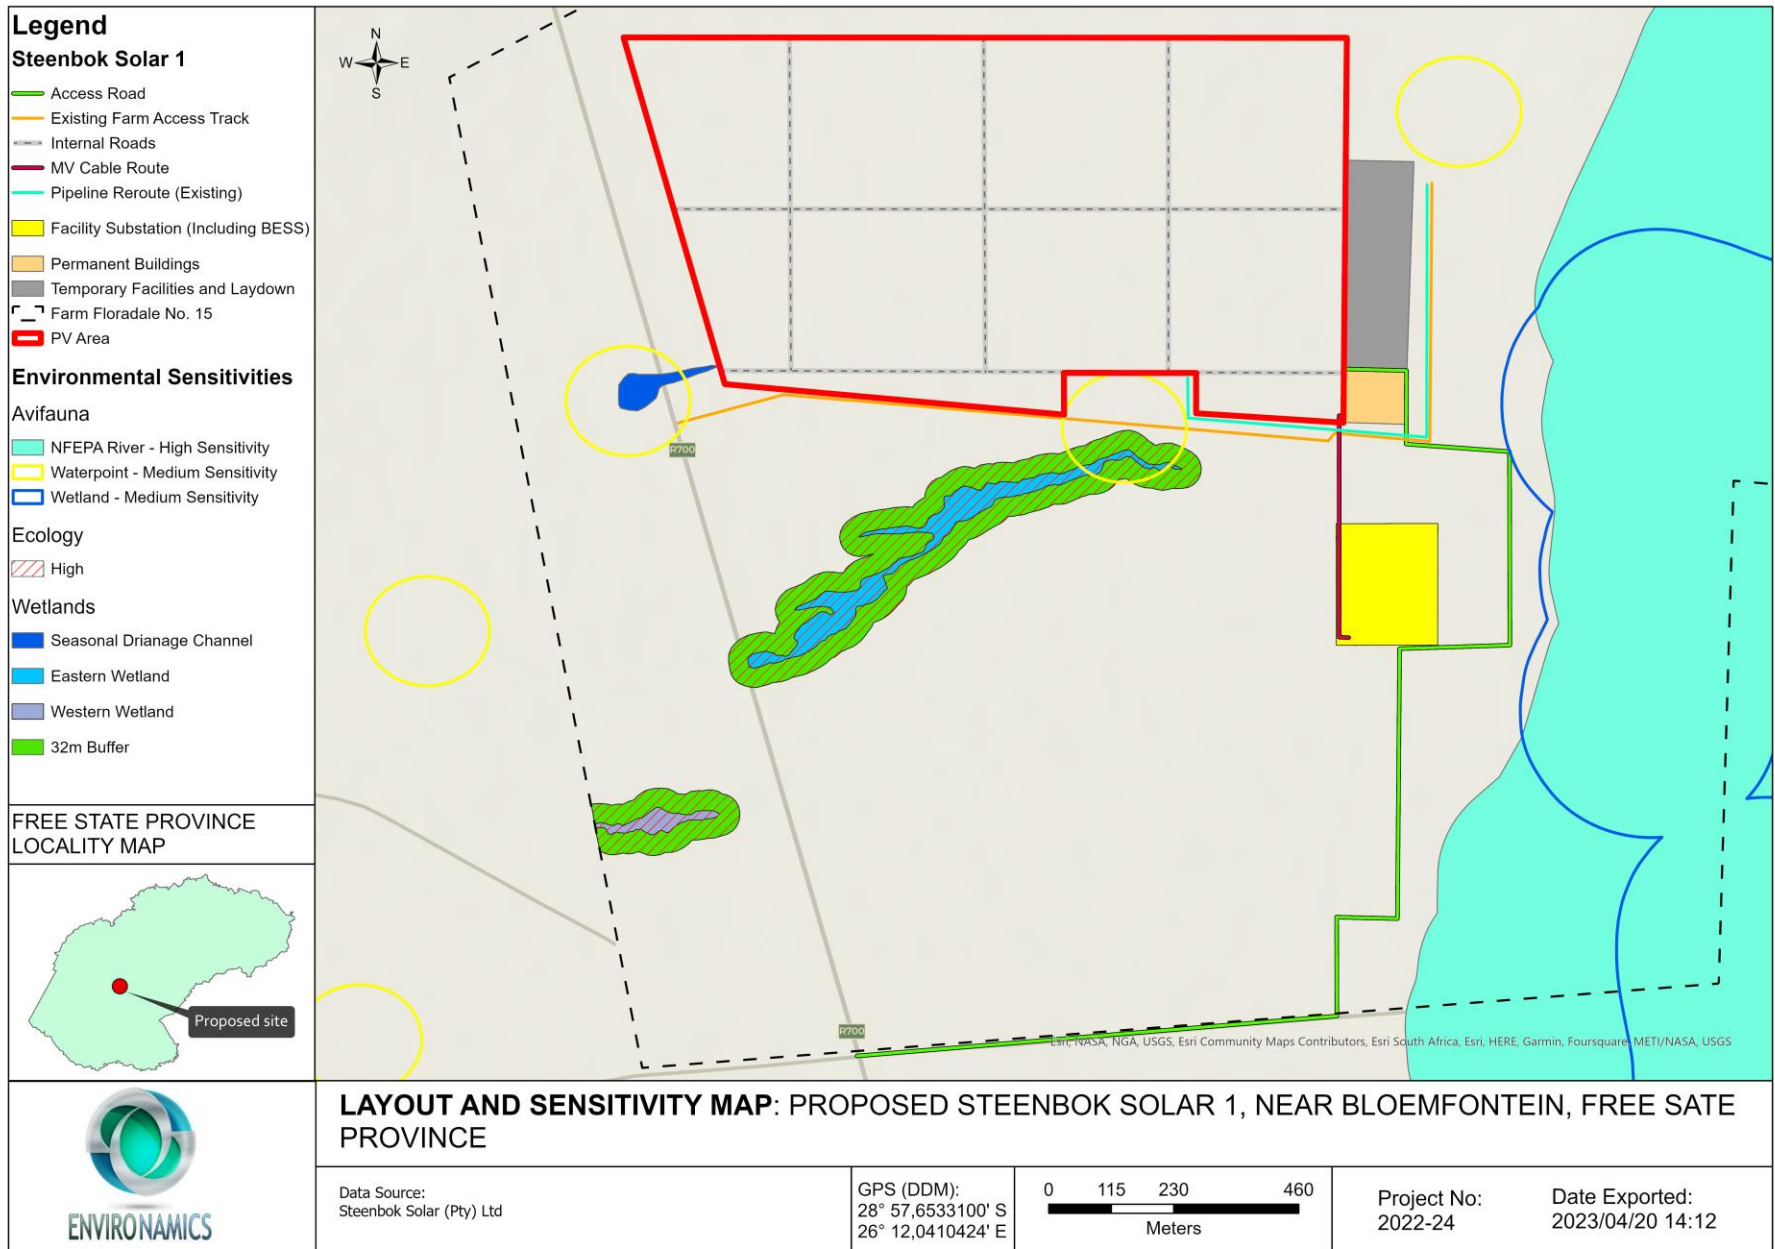 Legend
Steenbok Solar 1
Access Road
Existing Farm Access Track
Internal Roads
MV Cable Route
Pipeline Reroute (Existing)
Facility Substation (Including BESS)
Permanent Buildings
Temporary Facilities and Laydown
Farm Floradale No. 15
PV Area
Environmental Sensitivities
Avifauna
NFEPA River - High Sensitivity
Waterpoint - Medium Sensitivity
Wetland - Medium Sensitivity
Ecology
High
Wetlands
Seasonal Drianage Channel
Eastern Wetland
Western Wetland
32m Buffer
FREE STATE PROVINCE
LOCALITY MAP
Proposed site
N
W E
S
R700
R700
Esri, NASA, NGA, USGS, Esri Community Maps Contributors, Esri South Africa, Esri, HERE, Garmin, Foursquare, METI/NASA, USGS
ENVIRONAMICS
LAYOUT AND SENSITIVITY MAP: PROPOSED STEENBOK SOLAR 1, NEAR BLOEMFONTEIN, FREE SATE
PROVINCE
Data Source:
Steenbok Solar (Pty) Ltd
GPS (DDM):
28° 57,6533100' S
26° 12,0410424' E
0 115 230 460
Meters
Project No:
2022-24
Date Exported:
2023/04/20 14:12